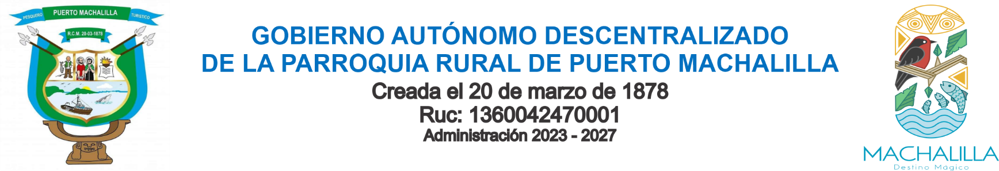 PESQUERO
PUERTO MACHALILLA
TURISTICO
R.C.M. 20-03-1878
GOBIERNO AUTÓNOMO DESCENTRALIZADO
DE LA PARROQUIA RURAL DE PUERTO MACHALILLA
Creada el 20 de marzo de 1878
Ruc: 1360042470001
Administración 2023 - 2027
MACHALILLA
Destino Mágico